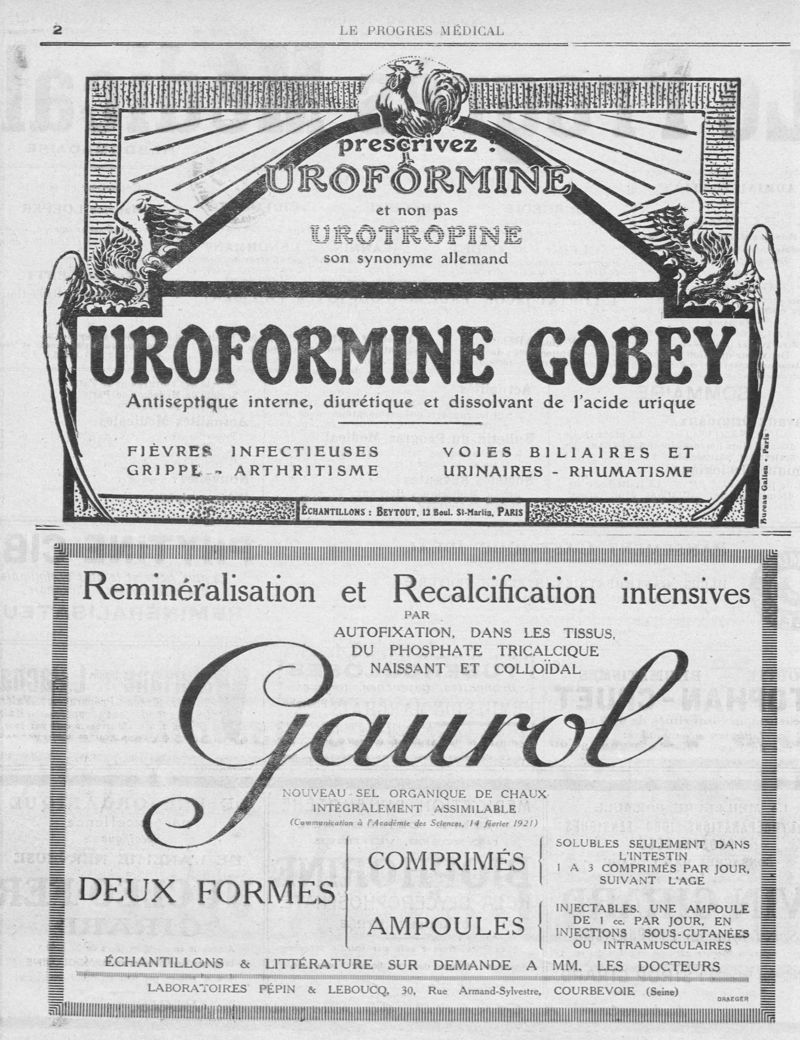 2
LE PROGRES MÉDICAL
prescrivez :
UROFORMINE
et non pas
UROTROPINE
son synonyme allemand
UROFORMINE GOBEY
Antiseptique interne, diurétique et dissolvant de l'acide urique
FIÈVRES INFECTIEUSES
GRIPPE - ARTHRITISME
VOIES BILIAIRES ET
URINAIRES - RHUMATISME
ÉCHANTILLONS : BEYTOUT, 12 Boul. St-Martin, PARIS
Bureau Galien - Paris
Reminéralisation et Recalcification intensives
PAR
AUTOFIXATION, DANS LES TISSUS,
DU PHOSPHATE TRICALCIQUE
NAISSANT ET COLLOÏDAL
Gaurol
NOUVEAU SEL ORGANIQUE DE CHAUX
INTÉGRALEMENT ASSIMILABLE
(Communication à l'Académie des Sciences, 14 février 1921)
DEUX FORMES
COMPRIMÉS
SOLUBLES SEULEMENT DANS
L'INTESTIN
1 A 3 COMPRIMÉS PAR JOUR,
SUIVANT L'AGE
AMPOULES
INJECTABLES. UNE AMPOULE
DE 1 c.c. PAR JOUR, EN
INJECTIONS SOUS-CUTANÉES
OU INTRAMUSCULAIRES
ÉCHANTILLONS & LITTÉRATURE SUR DEMANDE A MM. LES DOCTEURS
LABORATOIRES PÉPIN & LEBOUCQ, 30, Rue Armand-Sylvestre, COURBEVOIE (Seine)
DRAEGER